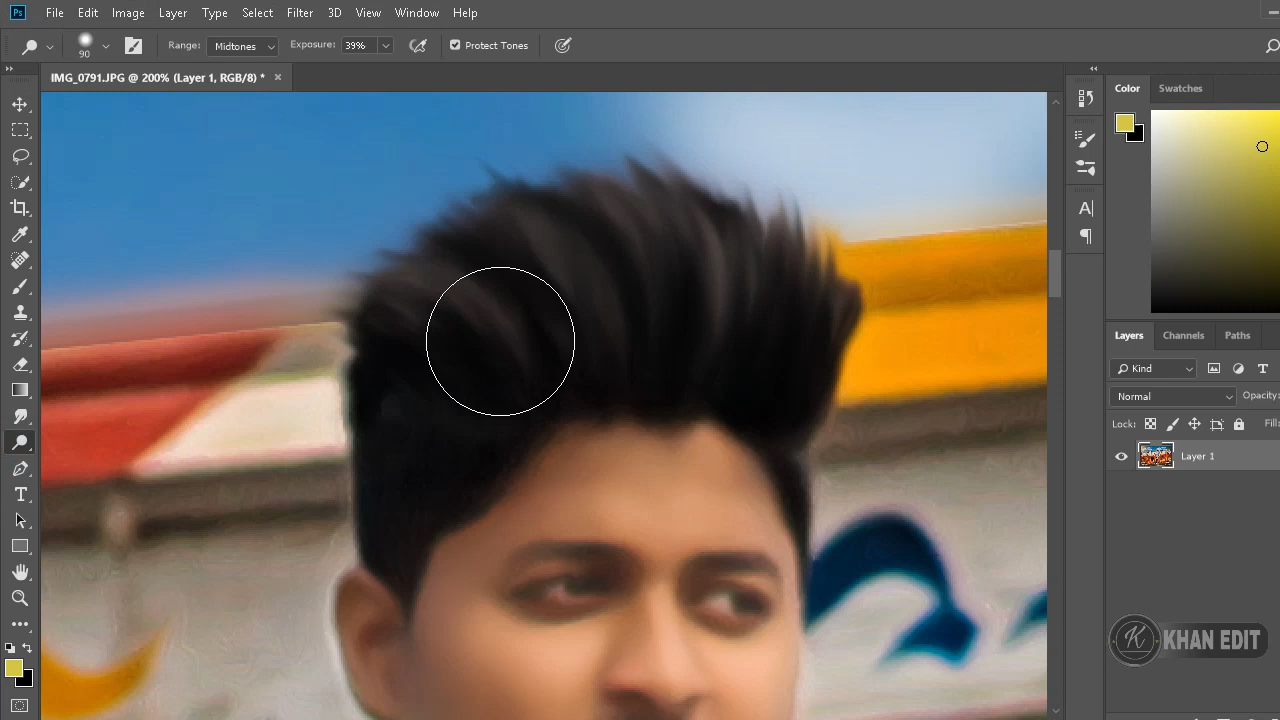 Ps File Edit Image Layer Type Select Filter 3D View Window Help
90 Range: Midtones Exposure: 39% Protect Tones
IMG_0791.JPG @ 200% (Layer 1, RGB/8) * ×
Color Swatches
A|
¶
Layers Channels Paths
Kind T
Normal Opacity:
Lock: Fill:
Layer 1
T
K KHAN EDIT